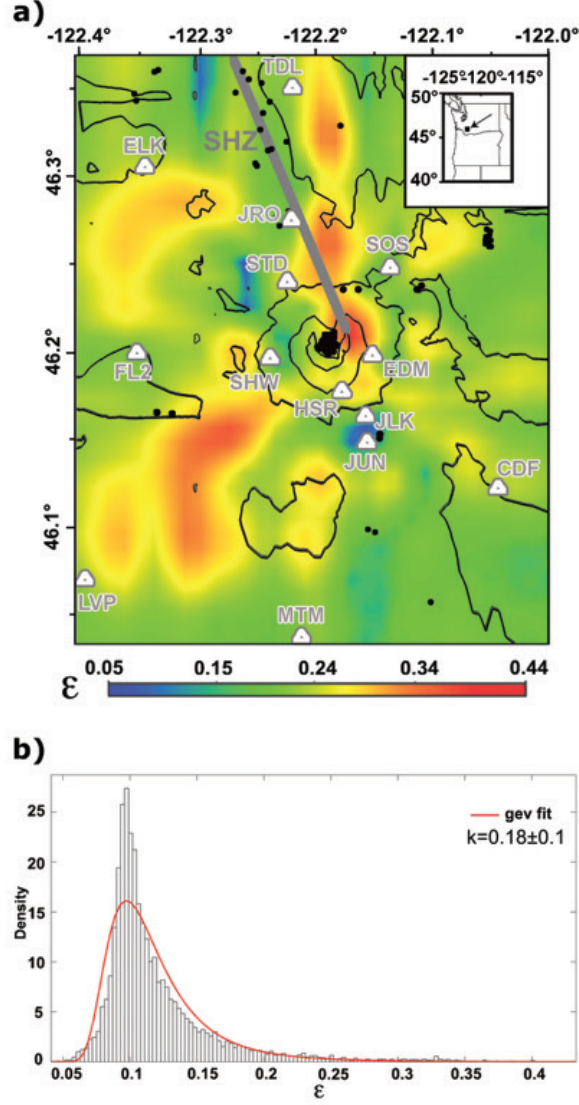 a)
-122.4° -122.3° -122.2° -122.1° -122.0°
-125° -120° -115°
50°
45°
40°
TDL
SHZ
ELK
46.3°
JRO
SOS
STD
46.2°
FL2
SHW
EDM
HSR
JLK
JUN
CDF
46.1°
LVP
MTM
ε 0.05 0.15 0.24 0.34 0.44
b)
25
20
15
10
5
0
Density
gev fit
k=0.18±0.1
0.05 0.1 0.15 0.2 0.25 0.3 0.35 0.4
ε